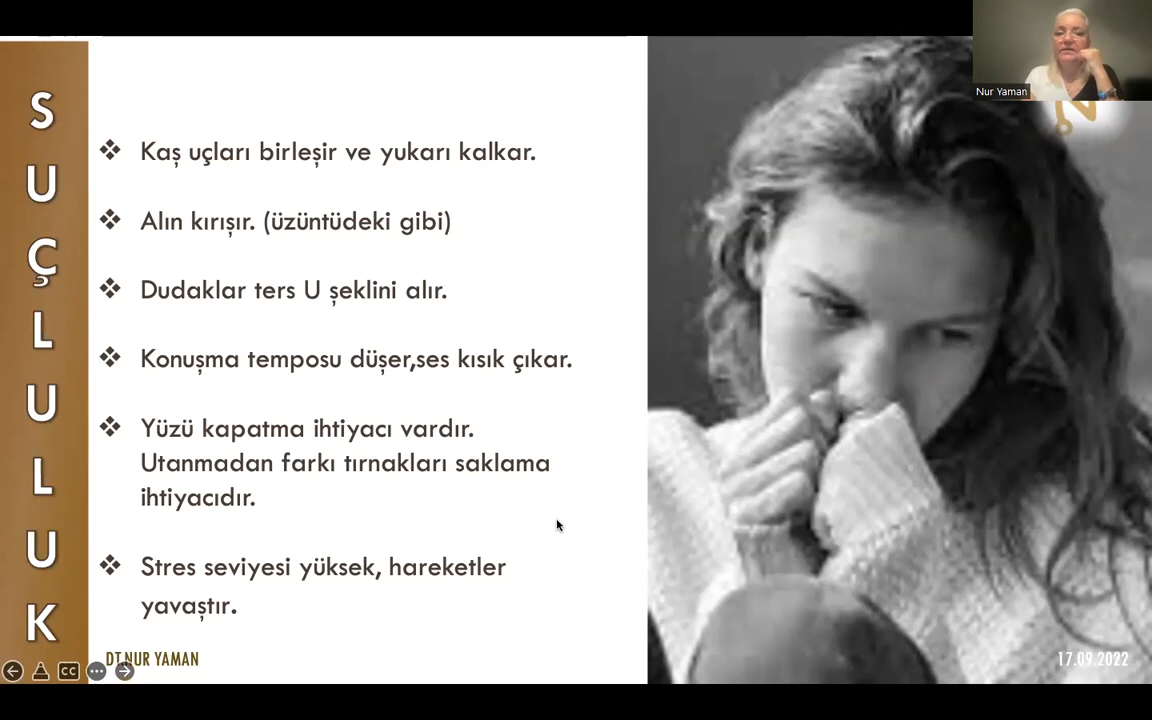 SUÇLULUK
Kaş uçları birleşir ve yukarı kalkar.
Alın kırışır. (üzüntüdeki gibi)
Dudaklar ters U şeklini alır.
Konuşma temposu düşer,ses kısık çıkar.
Yüzü kapatma ihtiyacı vardır.
Utanmadan farkı tırnakları saklama
ihtiyacıdır.
Stres seviyesi yüksek, hareketler
yavaştır.
DT.NUR YAMAN
CC
17.09.2022
Nur Yaman